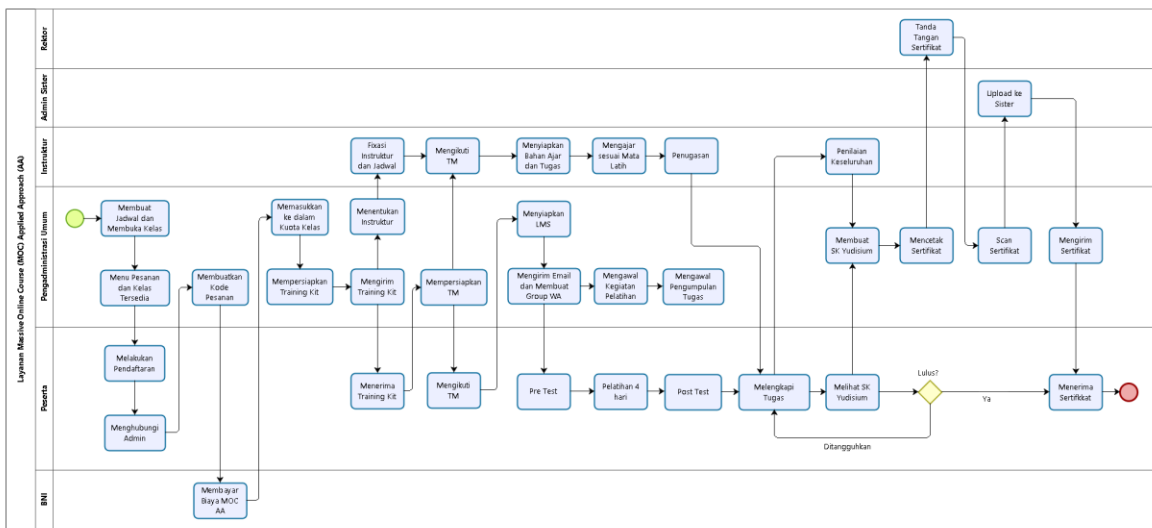 Layanan Massive Online Course (MOC) Applied Approach (AA)
Rektor
Tanda
Tangan
Sertifikat
Admin Sister
Upload ke
Sister
Instruktur
Fixasi
Instruktur
dan Jadwal
Mengikuti
TM
Menyiapkan
Bahan Ajar
dan Tugas
Mengajar
sesuai Mata
Latih
Penugasan
Penilaian
Keseluruhan
Pengadministrasi Umum
Membuat
Jadwal dan
Membuka Kelas
Memasukkan
ke dalam
Kuota Kelas
Menentukan
Instruktur
Menyiapkan
LMS
Membuat
SK Yudisium
Mencetak
Sertifikat
Scan
Sertifikat
Mengirim
Sertifikat
Menu Pesanan
dan Kelas
Tersedia
Membuatkan
Kode
Pesanan
Mempersiapkan
Training Kit
Mengirim
Training Kit
Mempersiapkan
TM
Mengirim Email
dan Membuat
Group WA
Mengawal
Kegiatan
Pelatihan
Mengawal
Pengumpulan
Tugas
Peserta
Melakukan
Pendaftaran
Menghubungi
Admin
Menerima
Training Kit
Mengikuti
TM
Pre Test
Pelatihan 4
hari
Post Test
Melengkapi
Tugas
Melihat SK
Yudisium
Lulus?
Ya
Ditangguhkan
Menerima
Sertifkkat
BNI
Membayar
Biaya MOC
AA